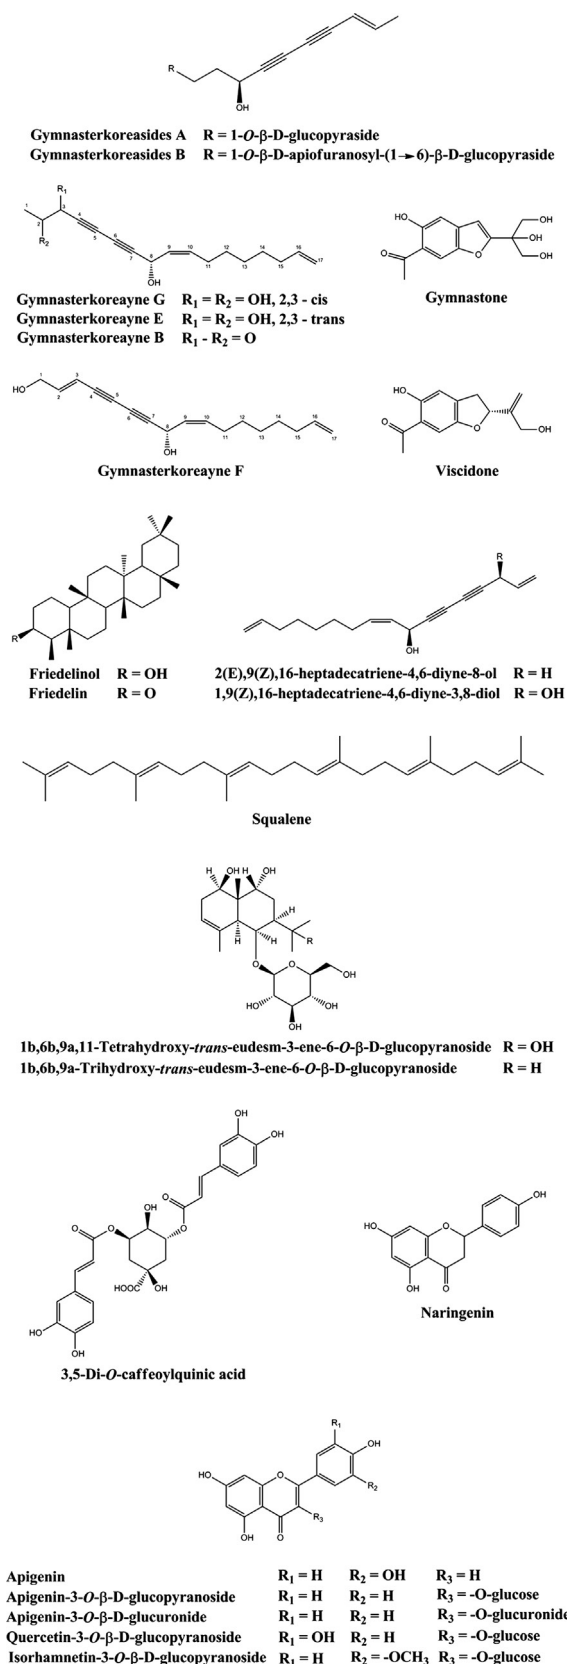 R
OH
Gymnasterkoreasides A R = 1-O-β-D-glucopyraside
Gymnasterkoreasides B R = 1-O-β-D-apiofuranosyl-(1→6)-β-D-glucopyraside
R1
1 2 3 4 5 6 7 8 9 10 11 12 13 14 15 16 17
R2
OH
Gymnasterkoreayne G R1 = R2 = OH, 2,3 - cis
Gymnasterkoreayne E R1 = R2 = OH, 2,3 - trans
Gymnasterkoreayne B R1 - R2 = O
HO OH
OH
O O OH
Gymnastone
HO 1 2 3 4 5 6 7 8 9 10 11 12 13 14 15 16 17
OH
Gymnasterkoreayne F
HO
O O OH
Viscidone
R
Friedelinol R = OH
Friedelin R = O
R
OH
2(E),9(Z),16-heptadecatriene-4,6-diyne-8-ol R = H
1,9(Z),16-heptadecatriene-4,6-diyne-3,8-diol R = OH
Squalene
H OH H OH
H
H H R
O O OH
HO OH
OH
1b,6b,9a,11-Tetrahydroxy-trans-eudesm-3-ene-6-O-β-D-glucopyranoside R = OH
1b,6b,9a-Trihydroxy-trans-eudesm-3-ene-6-O-β-D-glucopyranoside R = H
OH
OH
O OH
O O O
HOOC OH
HO
OH
3,5-Di-O-caffeoylquinic acid
OH
HO O
OH O
Naringenin
R1
OH
HO O R2
R3
OH O
Apigenin R1 = H R2 = OH R3 = H
Apigenin-3-O-β-D-glucopyranoside R1 = H R2 = H R3 = -O-glucose
Apigenin-3-O-β-D-glucuronide R1 = H R2 = H R3 = -O-glucuronide
Quercetin-3-O-β-D-glucopyranoside R1 = OH R2 = H R3 = -O-glucose
Isorhamnetin-3-O-β-D-glucopyranoside R1 = H R2 = -OCH3 R3 = -O-glucose